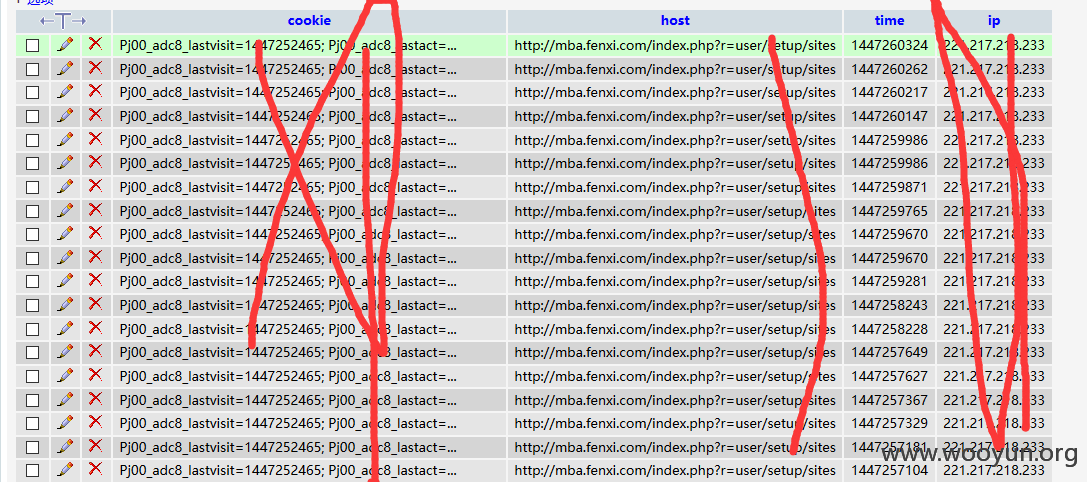 选项
cookie host time ip
Pj00_adc8_lastvisit=1447252465; Pj00_adc8_lastact=... http://mba.fenxi.com/index.php?r=user/setup/sites 1447260324 221.217.218.233
Pj00_adc8_lastvisit=1447252465; Pj00_adc8_lastact=... http://mba.fenxi.com/index.php?r=user/setup/sites 1447260262 221.217.218.233
Pj00_adc8_lastvisit=1447252465; Pj00_adc8_lastact=... http://mba.fenxi.com/index.php?r=user/setup/sites 1447260217 221.217.218.233
Pj00_adc8_lastvisit=1447252465; Pj00_adc8_lastact=... http://mba.fenxi.com/index.php?r=user/setup/sites 1447260147 221.217.218.233
Pj00_adc8_lastvisit=1447252465; Pj00_adc8_lastact=... http://mba.fenxi.com/index.php?r=user/setup/sites 1447259986 221.217.218.233
Pj00_adc8_lastvisit=1447252465; Pj00_adc8_lastact=... http://mba.fenxi.com/index.php?r=user/setup/sites 1447259986 221.217.218.233
Pj00_adc8_lastvisit=1447252465; Pj00_adc8_lastact=... http://mba.fenxi.com/index.php?r=user/setup/sites 1447259871 221.217.218.233
Pj00_adc8_lastvisit=1447252465; Pj00_adc8_lastact=... http://mba.fenxi.com/index.php?r=user/setup/sites 1447259765 221.217.218.233
Pj00_adc8_lastvisit=1447252465; Pj00_adc8_lastact=... http://mba.fenxi.com/index.php?r=user/setup/sites 1447259670 221.217.218.233
Pj00_adc8_lastvisit=1447252465; Pj00_adc8_lastact=... http://mba.fenxi.com/index.php?r=user/setup/sites 1447259670 221.217.218.233
Pj00_adc8_lastvisit=1447252465; Pj00_adc8_lastact=... http://mba.fenxi.com/index.php?r=user/setup/sites 1447259281 221.217.218.233
Pj00_adc8_lastvisit=1447252465; Pj00_adc8_lastact=... http://mba.fenxi.com/index.php?r=user/setup/sites 1447258243 221.217.218.233
Pj00_adc8_lastvisit=1447252465; Pj00_adc8_lastact=... http://mba.fenxi.com/index.php?r=user/setup/sites 1447258228 221.217.218.233
Pj00_adc8_lastvisit=1447252465; Pj00_adc8_lastact=... http://mba.fenxi.com/index.php?r=user/setup/sites 1447257649 221.217.218.233
Pj00_adc8_lastvisit=1447252465; Pj00_adc8_lastact=... http://mba.fenxi.com/index.php?r=user/setup/sites 1447257627 221.217.218.233
Pj00_adc8_lastvisit=1447252465; Pj00_adc8_lastact=... http://mba.fenxi.com/index.php?r=user/setup/sites 1447257367 221.217.218.233
Pj00_adc8_lastvisit=1447252465; Pj00_adc8_lastact=... http://mba.fenxi.com/index.php?r=user/setup/sites 1447257329 221.217.218.233
Pj00_adc8_lastvisit=1447252465; Pj00_adc8_lastact=... http://mba.fenxi.com/index.php?r=user/setup/sites 1447257181 221.217.218.233
www.wooyun.org
Pj00_adc8_lastvisit=1447252465; Pj00_adc8_lastact=... http://mba.fenxi.com/index.php?r=user/setup/sites 1447257104 221.217.218.233